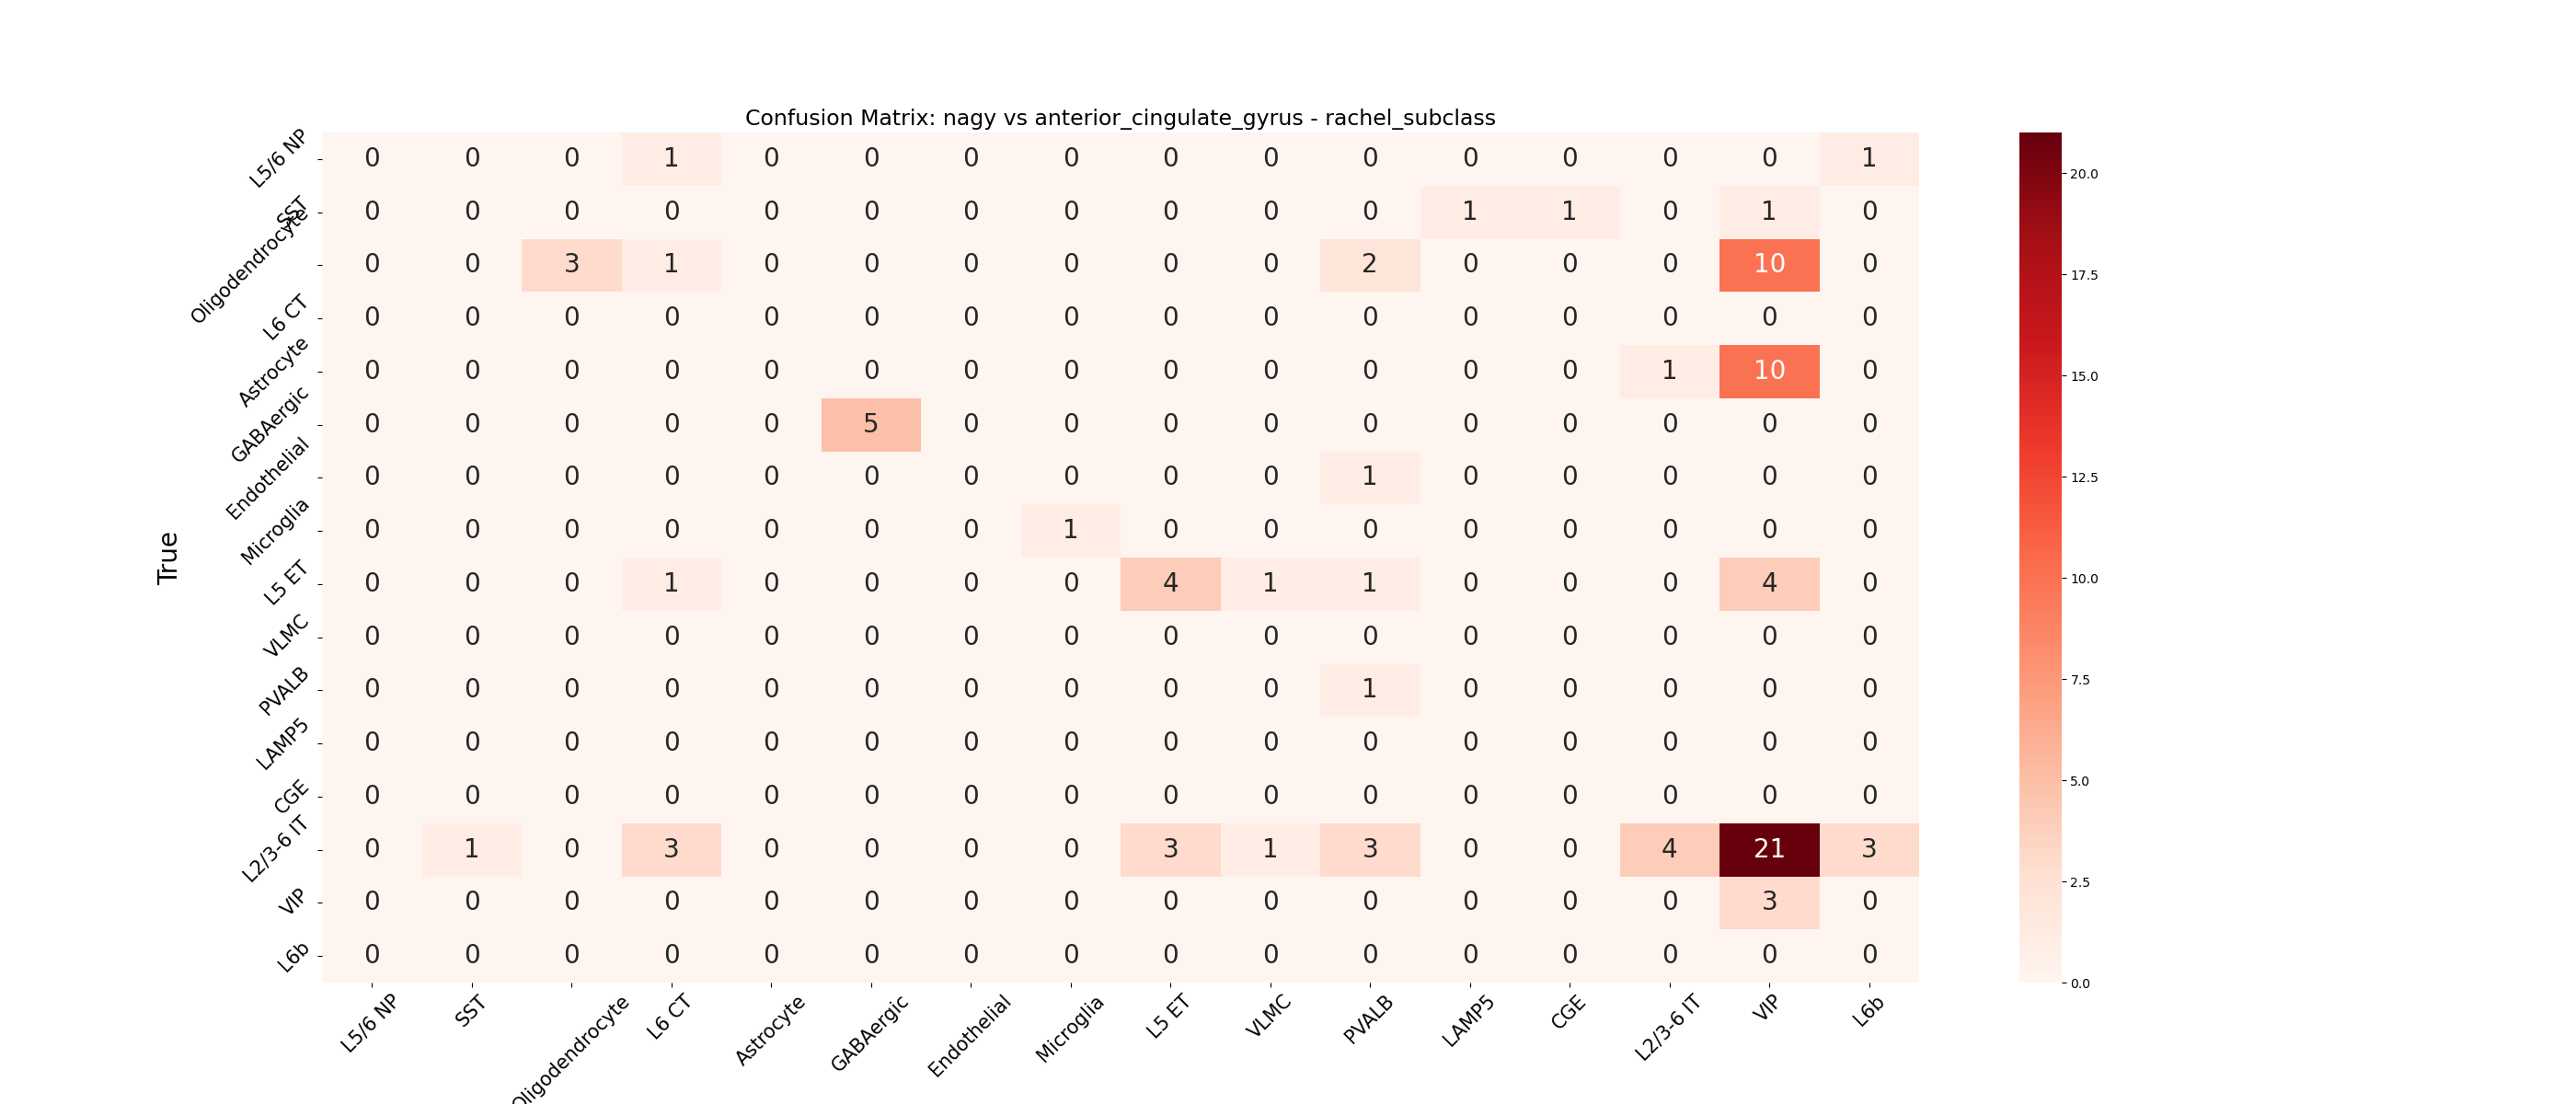 Confusion Matrix: nagy vs anterior_cingulate_gyrus - rachel_subclass
True
L5/6 NP 0 0 0 1 0 0 0 0 0 0 0 0 0 0 0 1
SST 0 0 0 0 0 0 0 0 0 0 0 1 1 0 1 0
Oligodendrocyte 0 0 3 1 0 0 0 0 0 0 2 0 0 0 10 0
L6 CT 0 0 0 0 0 0 0 0 0 0 0 0 0 0 0 0
Astrocyte 0 0 0 0 0 0 0 0 0 0 0 0 0 1 10 0
GABAergic 0 0 0 0 0 5 0 0 0 0 0 0 0 0 0 0
Endothelial 0 0 0 0 0 0 0 0 0 0 1 0 0 0 0 0
Microglia 0 0 0 0 0 0 0 1 0 0 0 0 0 0 0 0
L5 ET 0 0 0 1 0 0 0 0 4 1 1 0 0 0 4 0
VLMC 0 0 0 0 0 0 0 0 0 0 0 0 0 0 0 0
PVALB 0 0 0 0 0 0 0 0 0 0 1 0 0 0 0 0
LAMP5 0 0 0 0 0 0 0 0 0 0 0 0 0 0 0 0
CGE 0 0 0 0 0 0 0 0 0 0 0 0 0 0 0 0
L2/3-6 IT 0 1 0 3 0 0 0 0 3 1 3 0 0 4 21 3
VIP 0 0 0 0 0 0 0 0 0 0 0 0 0 0 3 0
L6b 0 0 0 0 0 0 0 0 0 0 0 0 0 0 0 0
L5/6 NP SST Oligodendrocyte L6 CT Astrocyte GABAergic Endothelial Microglia L5 ET VLMC PVALB LAMP5 CGE L2/3-6 IT VIP L6b
20.0
17.5
15.0
12.5
10.0
7.5
5.0
2.5
0.0